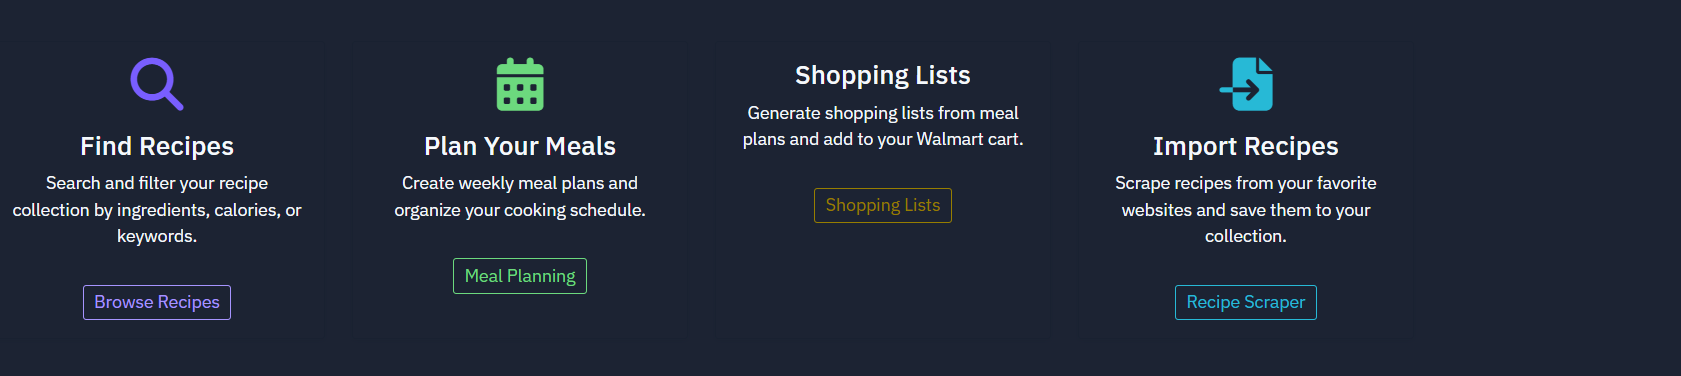 Find Recipes
Search and filter your recipe
collection by ingredients, calories, or
keywords.
Browse Recipes
Plan Your Meals
Create weekly meal plans and
organize your cooking schedule.
Meal Planning
Shopping Lists
Generate shopping lists from meal
plans and add to your Walmart cart.
Shopping Lists
Import Recipes
Scrape recipes from your favorite
websites and save them to your
collection.
Recipe Scraper